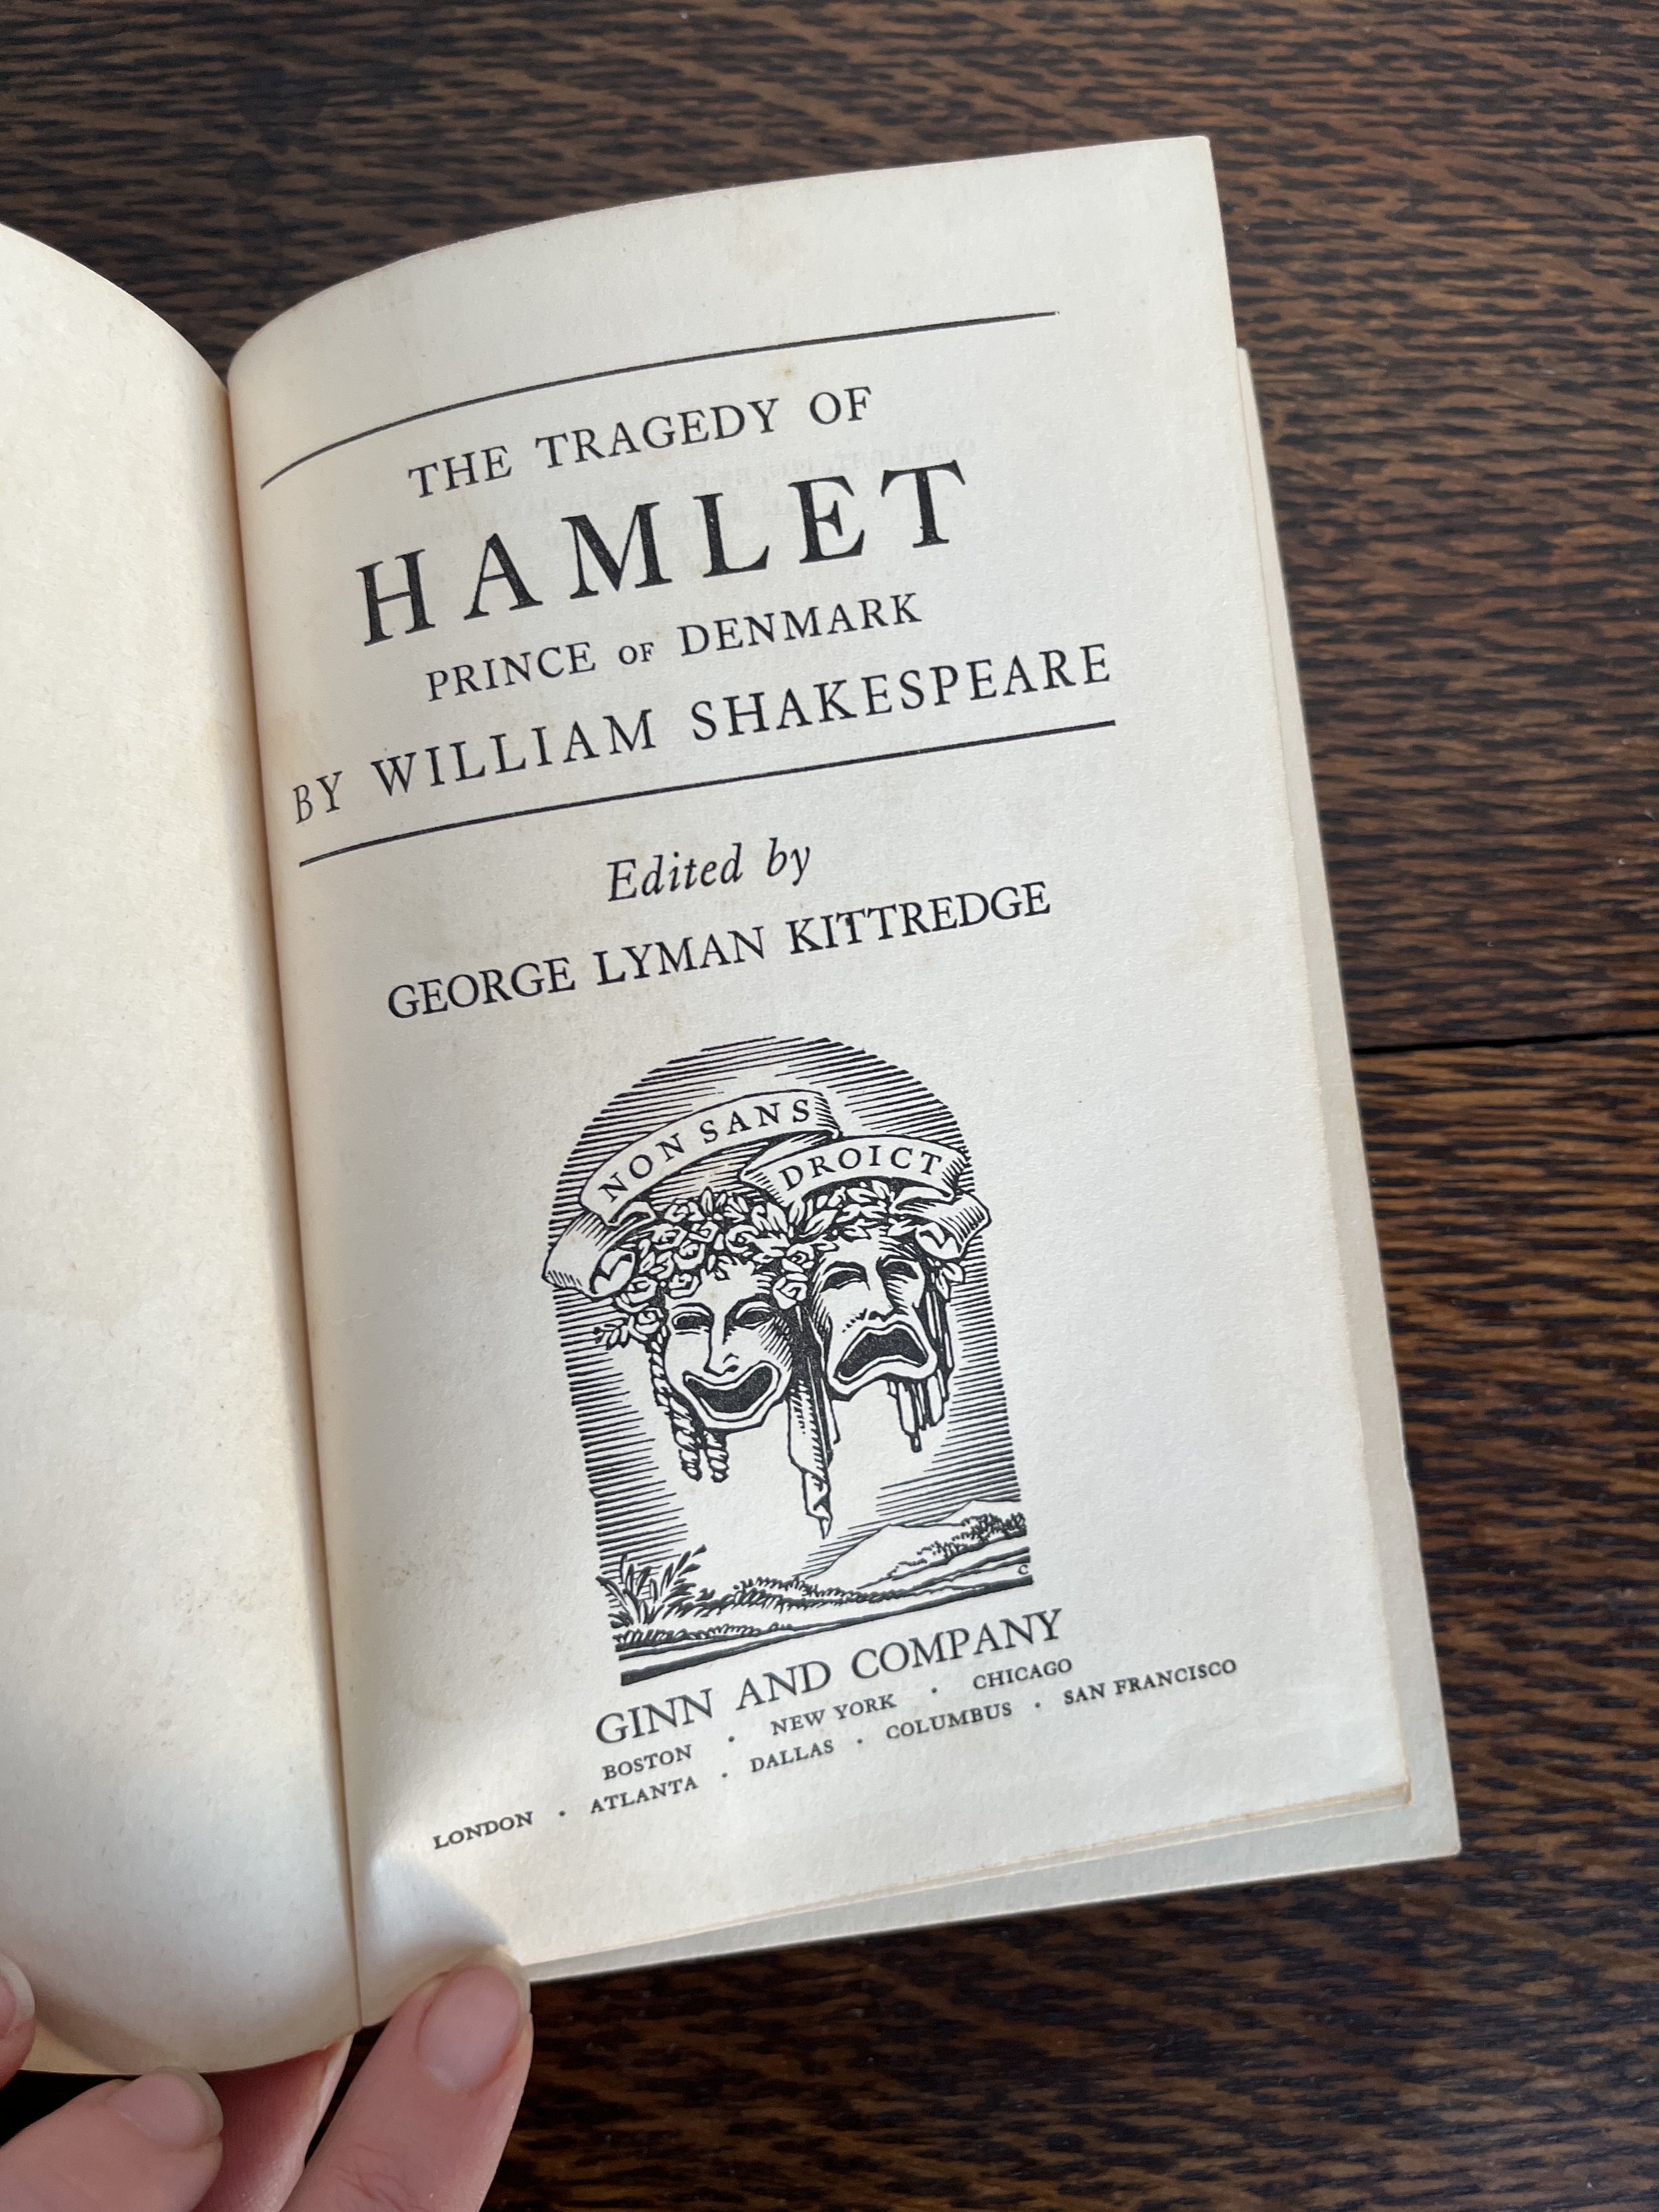 THE TRAGEDY OF
HAMLET
PRINCE OF DENMARK
BY WILLIAM SHAKESPEARE
Edited by
GEORGE LYMAN KITTREDGE
NON SANS
DROICT
C
GINN AND COMPANY
BOSTON · NEW YORK · CHICAGO
LONDON · ATLANTA · DALLAS · COLUMBUS · SAN FRANCISCO